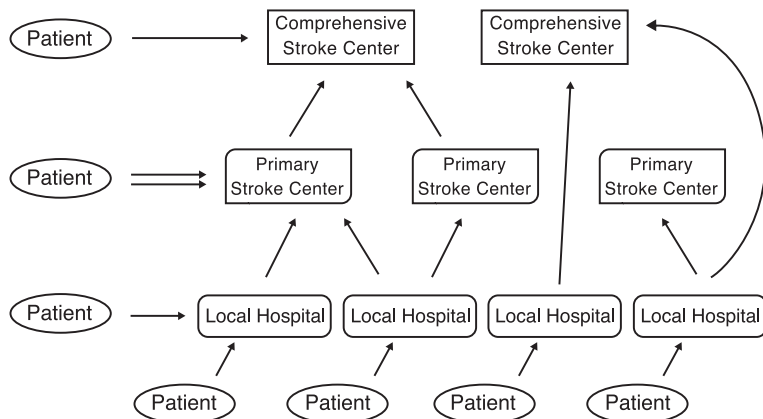 Patient
Comprehensive
Stroke Center
Comprehensive
Stroke Center
Patient
Primary
Stroke Center
Primary
Stroke Center
Primary
Stroke Center
Patient
Local Hospital
Local Hospital
Local Hospital
Local Hospital
Patient
Patient
Patient
Patient